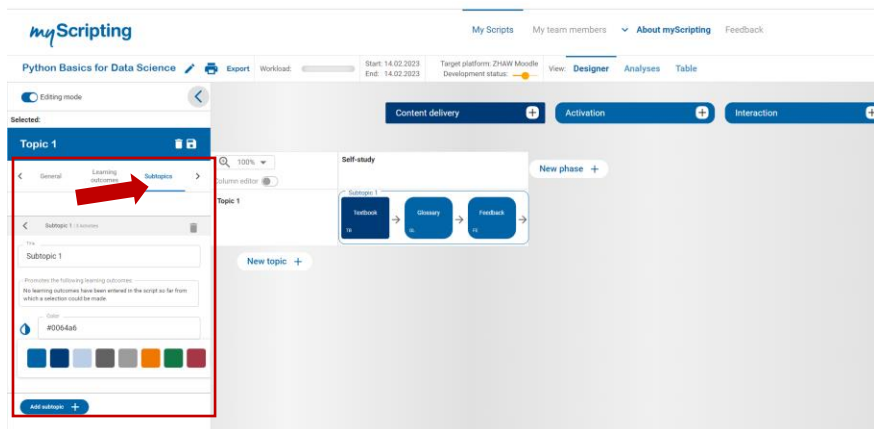 myScripting
My Scripts My team members About myScripting Feedback
Python Basics for Data Science Export Workload: Start: 14.02.2023 Target platform: ZHAW Moodle View: Designer Analyses Table
End: 14.02.2023 Development status:
Editing mode
Selected:
Content delivery + Activation + Interaction +
Topic 1
General Learning outcomes Subtopics
100%
Column editor
Self-study
New phase +
Topic 1
Subtopic 1
Textbook Glossary Feedback
TB GL FE
New topic +
Subtopic 1
Title
Subtopic 1
Promotes the following learning outcomes:
No learning outcomes have been entered in the script so far from
which a selection could be made
Color
#0064a6
Add subtopic +